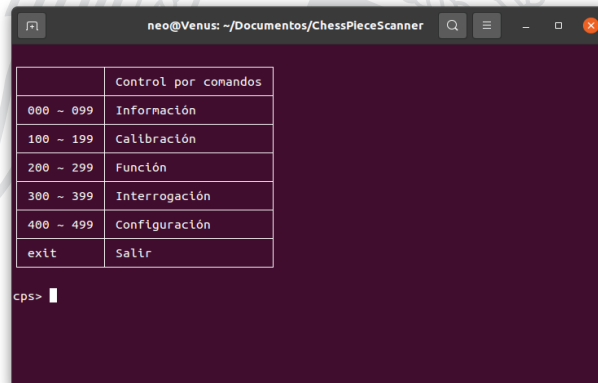 neo@Venus: ~/Documentos/ChessPieceScanner
Control por comandos
000 ~ 099 Información
100 ~ 199 Calibración
200 ~ 299 Función
300 ~ 399 Interrogación
400 ~ 499 Configuración
exit Salir
cps>